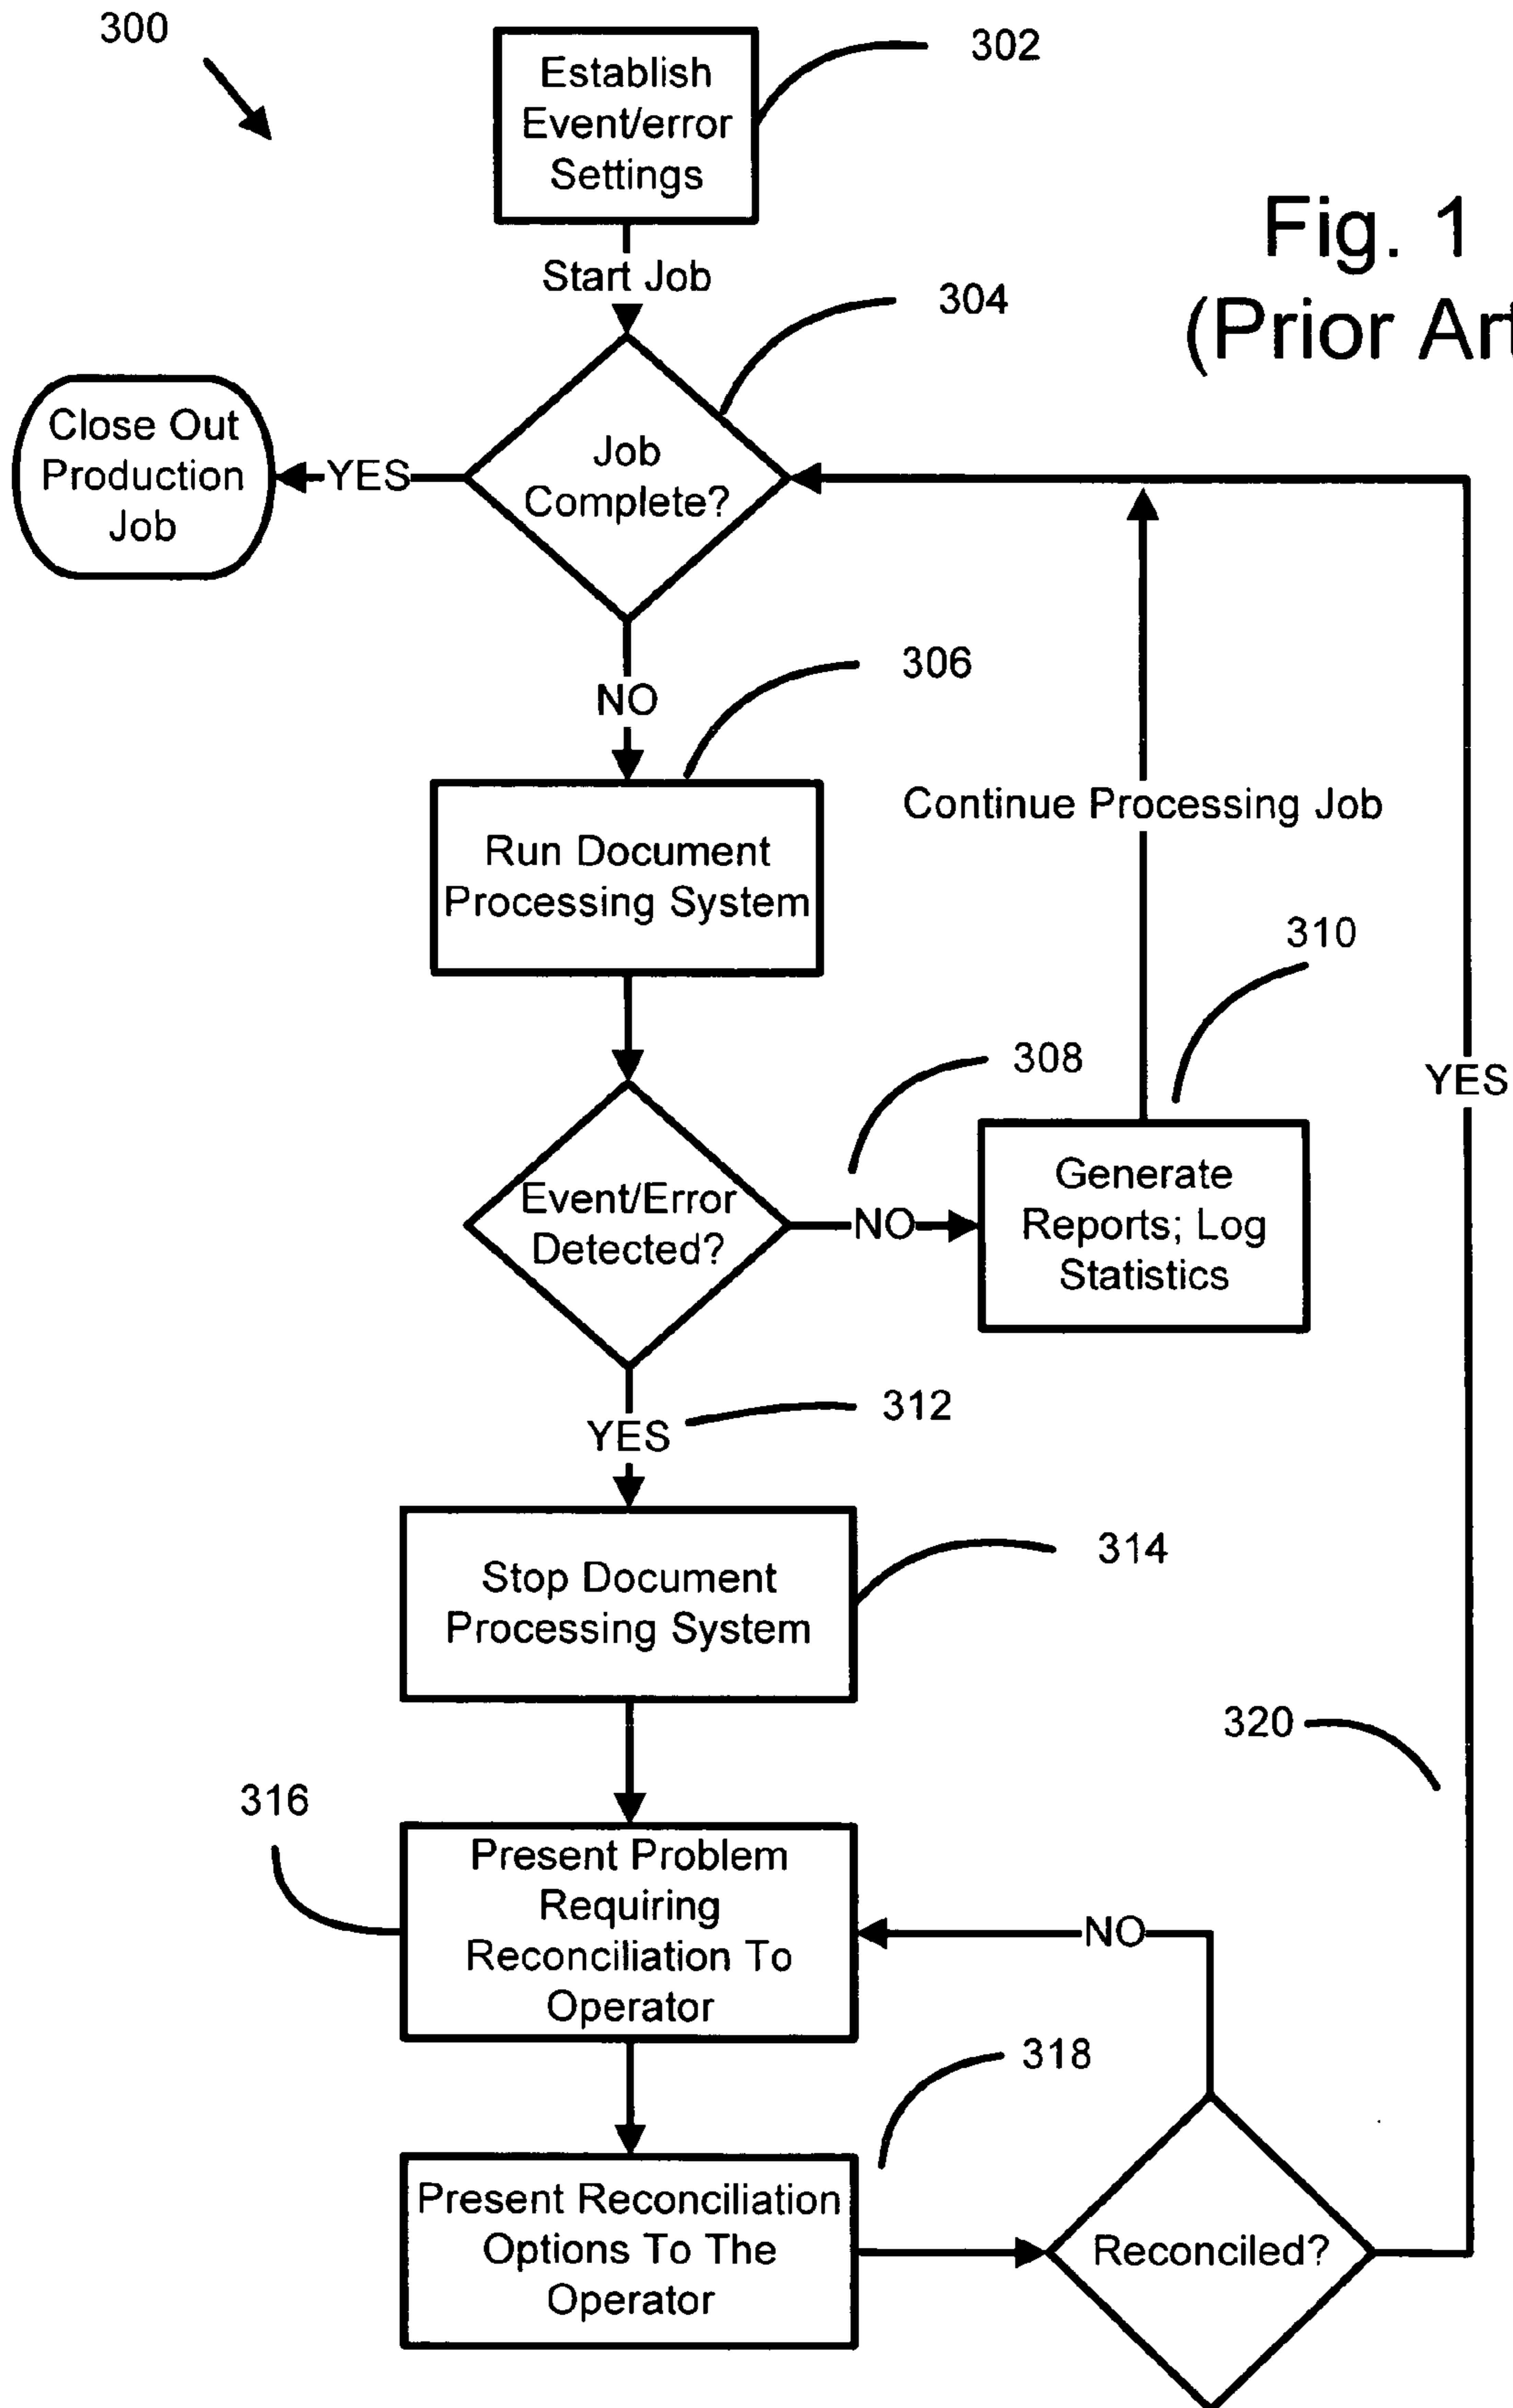 300
302
Establish
Event/error
Settings
Fig. 1
(Prior Art
Start Job
304
Close Out
Production
Job
YES
Job
Complete?
NO
306
Run Document
Processing System
Continue Processing Job
310
308
YES
Event/Error
Detected?
NO
Generate
Reports; Log
Statistics
312
YES
314
Stop Document
Processing System
320
316
Present Problem
Requiring
Reconciliation To
Operator
NO
318
Present Reconciliation
Options To The
Operator
Reconciled?